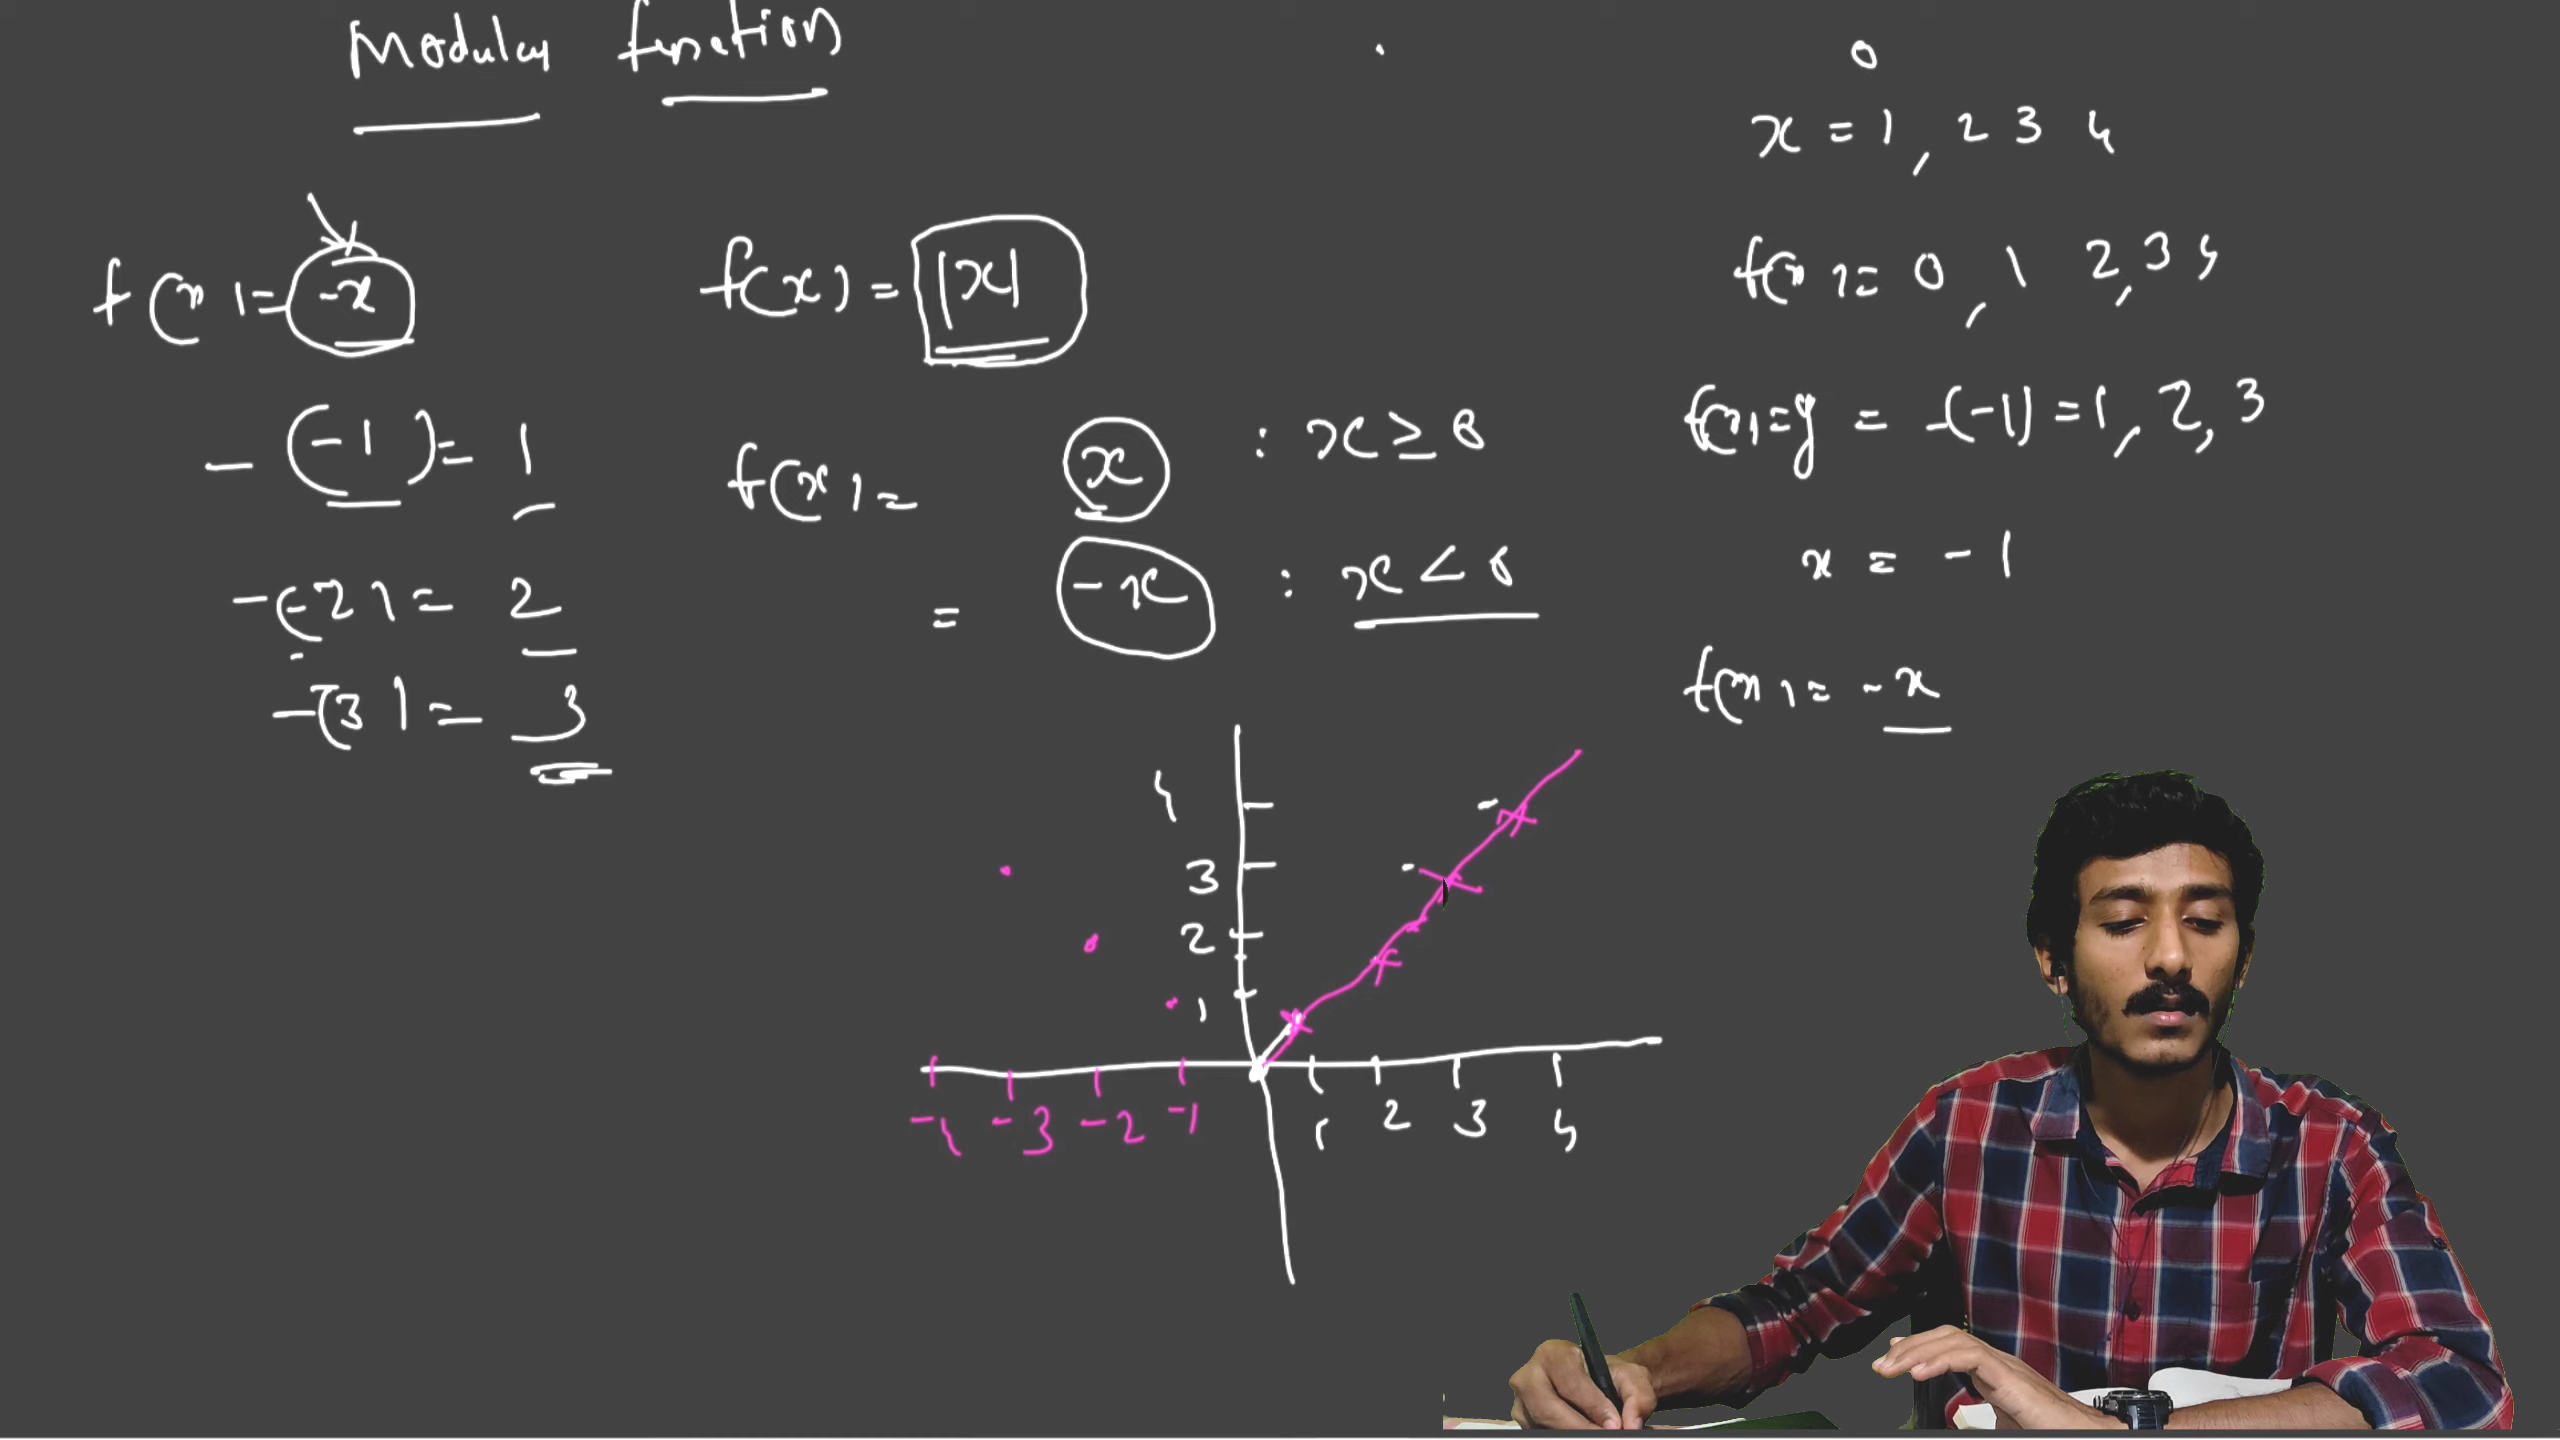 Modular function
0
x = 1, 2 3 4
f(x) = -x
f(x) = |x|
f(x) = 0, 1 2, 3 4
-(-1) = 1
f(x) = x : x ≥ 0
f(x) = y = -(-1) = 1, 2, 3
-(-2) = 2
= -x : x < 0
x = -1
-(-3) = 3
f(x) = -x
4
3
2
1
-4 -3 -2 -1 1 2 3 4